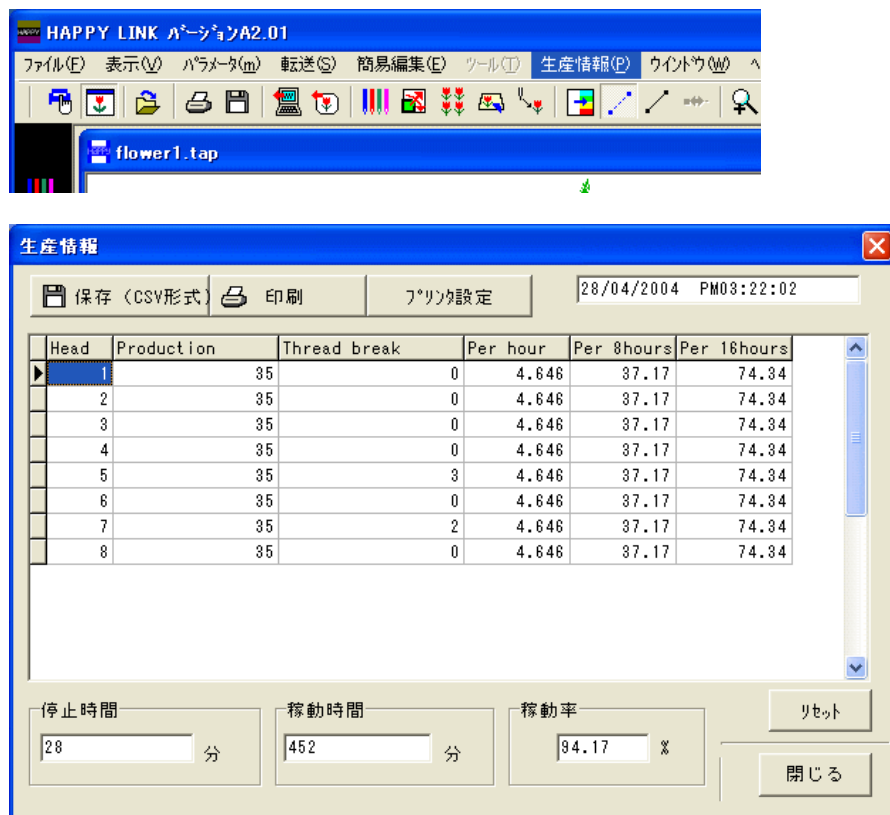 HAPPY LINK バージョンA2.01
ファイル(F) 表示(V) パラメータ(m) 転送(S) 簡易編集(E) ツール(T) 生産情報(P) ウインドウ(W) ヘ
flower1.tap
生産情報
保存 (CSV形式) 印刷 プリンタ設定 28/04/2004 PM03:22:02
Head Production Thread break Per hour Per 8hours Per 16hours
1 35 0 4.646 37.17 74.34
2 35 0 4.646 37.17 74.34
3 35 0 4.646 37.17 74.34
4 35 0 4.646 37.17 74.34
5 35 3 4.646 37.17 74.34
6 35 0 4.646 37.17 74.34
7 35 2 4.646 37.17 74.34
8 35 0 4.646 37.17 74.34
停止時間 稼動時間 稼動率 リセット
28 分 452 分 94.17 %
閉じる